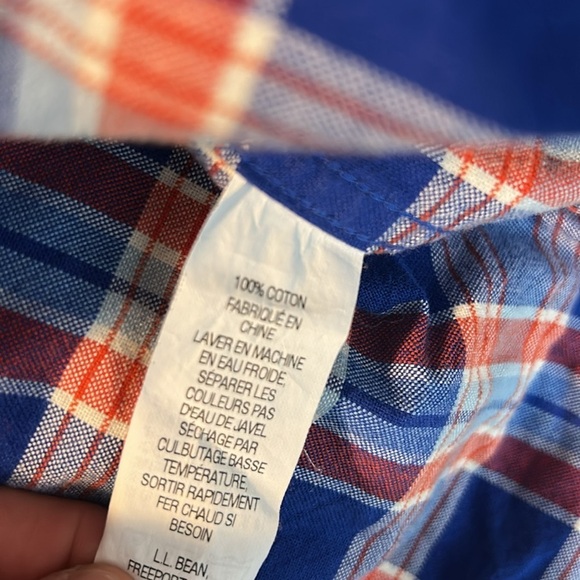 100% COTON
FABRIQUÉ EN
CHINE
LAVER EN MACHINE
EN EAU FROIDE
SÉPARER LES
COULEURS PAS
D'EAU DE JAVEL
SÉCHAGE PAR
CULBUTAGE BASSE
TEMPÉRATURE,
SORTIR RAPIDEMENT
FER CHAUD SI
BESOIN
L.L. BEAN,